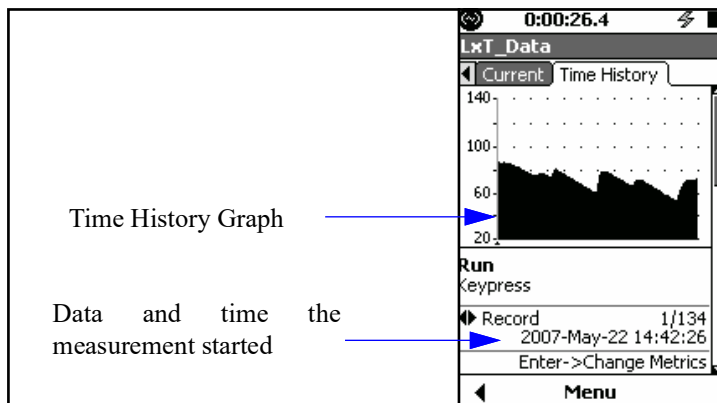 0:00:26.4
LxT_Data
Current Time History
140
100
60
20
Time History Graph
Run
Keypress
Data and time the
measurement started
Record 1/134
2007-May-22 14:42:26
Enter->Change Metrics
Menu